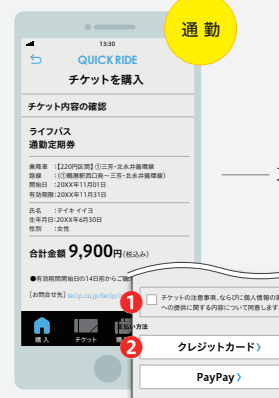 通勤
13:30
QUICK RIDE
チケットを購入
チケット内容の確認
ライフバス
通勤定期券
乗降車 :【220円区間】①三芳・北永井循環線
路線 :(①鶴瀬駅西口発〜三芳・北永井循環線)
開始日 :20XX年11月01日
有効期限:20XX年11月31日
氏名 :テイキ イイヨ
生年月日:20XX年6月30日
性別 :女性
合計金額 9,900円(税込み)
●有効期間開始日の14日前からご購
[お問合せ先] lecip.co.jp/lecip/
購入
チケット
1
チケットの注意事項、ならびに個人情報の
への提供に関する内容について同意します
支払い方法
2
クレジットカード〉
PayPay〉